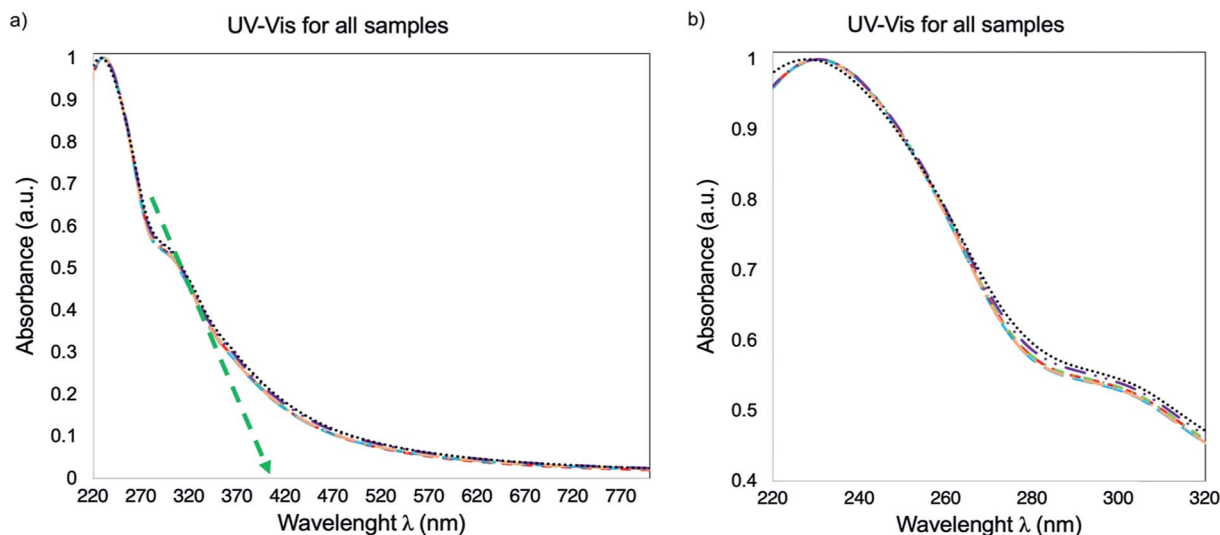 a)
UV-Vis for all samples
Absorbance (a.u.)
1
0.9
0.8
0.7
0.6
0.5
0.4
0.3
0.2
0.1
0
220 270 320 370 420 470 520 570 620 670 720 770
Wavelenght λ (nm)
b)
UV-Vis for all samples
Absorbance (a.u.)
1
0.9
0.8
0.7
0.6
0.5
0.4
220 240 260 280 300 320
Wavelenght λ (nm)